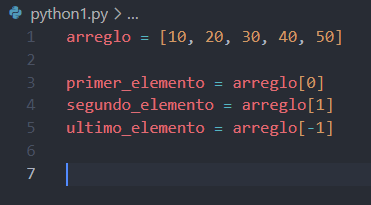 python1.py > ...
1 arreglo = [10, 20, 30, 40, 50]
2
3 primer_elemento = arreglo[0]
4 segundo_elemento = arreglo[1]
5 ultimo_elemento = arreglo[-1]
6
7